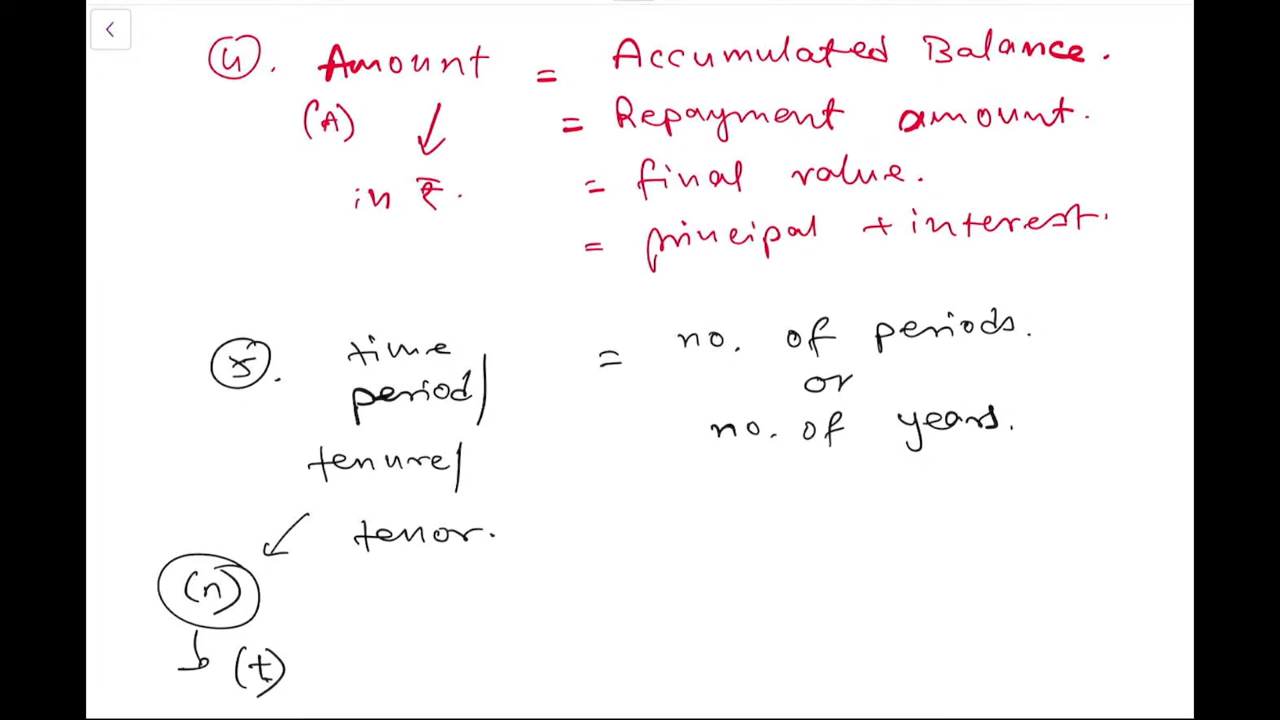 4. Amount = Accumulated Balance.
(A) ↓ = Repayment amount.
in ₹. = final value.
= principal + interest.
5. time = no. of periods.
period/ or
no. of years.
tenure/
tenor.
(n)
(t)